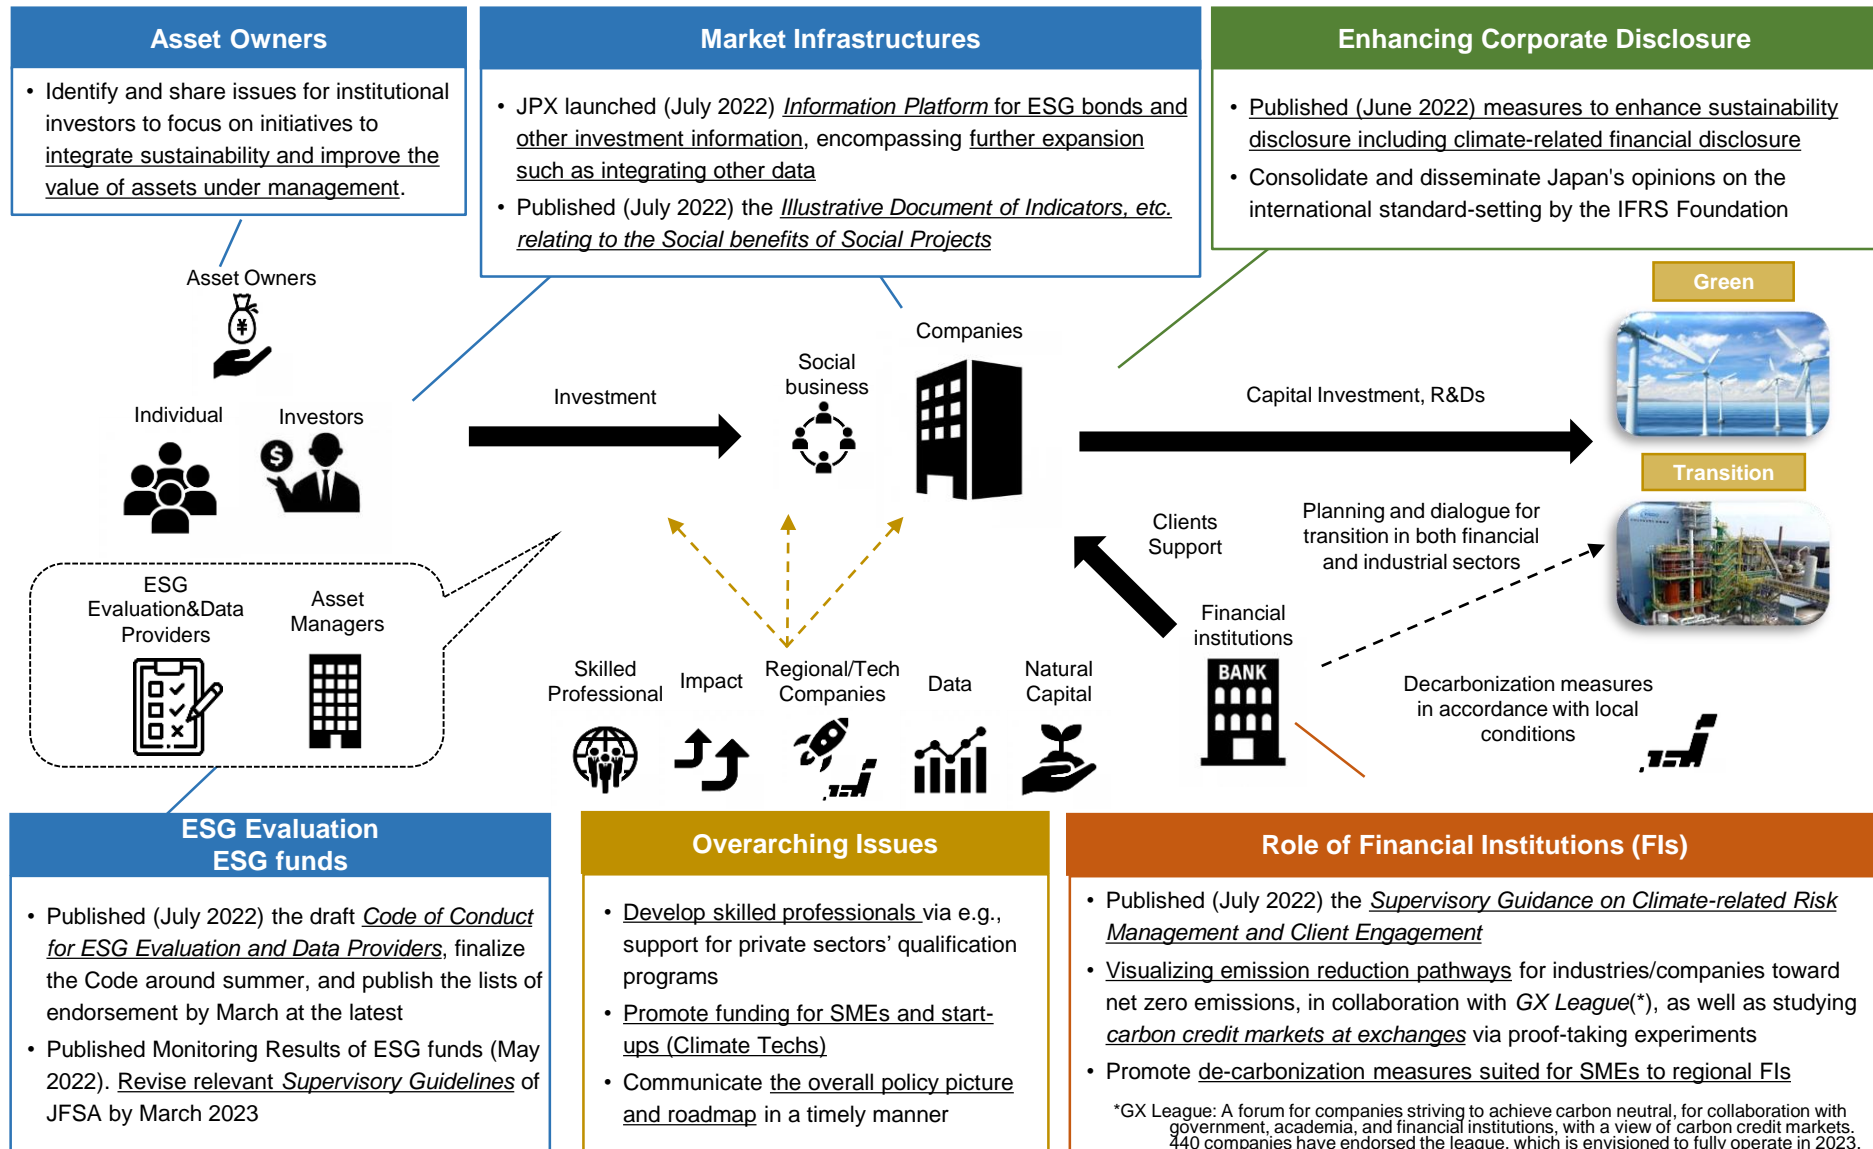 Asset Owners
• Identify and share issues for institutional
investors to focus on initiatives to
integrate sustainability and improve the
value of assets under management.
Market Infrastructures
• JPX launched (July 2022) Information Platform for ESG bonds and
other investment information, encompassing further expansion
such as integrating other data
• Published (July 2022) the Illustrative Document of Indicators, etc.
relating to the Social benefits of Social Projects
Enhancing Corporate Disclosure
• Published (June 2022) measures to enhance sustainability
disclosure including climate-related financial disclosure
• Consolidate and disseminate Japan's opinions on the
international standard-setting by the IFRS Foundation
Asset Owners
¥
Individual
Investors
$
Investment
Social
business
Companies
Capital Investment, R&Ds
Green
Transition
Clients
Support
Planning and dialogue for
transition in both financial
and industrial sectors
ESG
Evaluation&Data
Providers
Asset
Managers
Skilled
Professional
Impact
Regional/Tech
Companies
Data
Natural
Capital
Financial
institutions
BANK
Decarbonization measures
in accordance with local
conditions
ESG Evaluation
ESG funds
• Published (July 2022) the draft Code of Conduct
for ESG Evaluation and Data Providers, finalize
the Code around summer, and publish the lists of
endorsement by March at the latest
• Published Monitoring Results of ESG funds (May
2022). Revise relevant Supervisory Guidelines of
JFSA by March 2023
Overarching Issues
• Develop skilled professionals via e.g.,
support for private sectors’ qualification
programs
• Promote funding for SMEs and start-
ups (Climate Techs)
• Communicate the overall policy picture
and roadmap in a timely manner
Role of Financial Institutions (FIs)
• Published (July 2022) the Supervisory Guidance on Climate-related Risk
Management and Client Engagement
• Visualizing emission reduction pathways for industries/companies toward
net zero emissions, in collaboration with GX League(*), as well as studying
carbon credit markets at exchanges via proof-taking experiments
• Promote de-carbonization measures suited for SMEs to regional FIs
*GX League: A forum for companies striving to achieve carbon neutral, for collaboration with
government, academia, and financial institutions, with a view of carbon credit markets.
440 companies have endorsed the league, which is envisioned to fully operate in 2023.